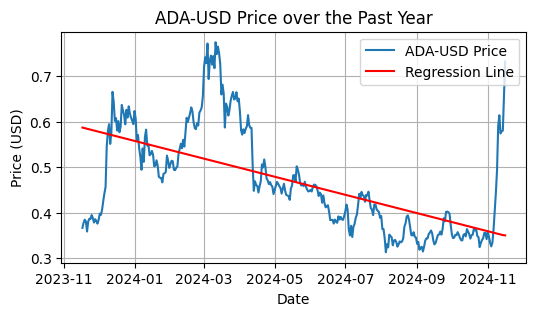 ADA-USD Price over the Past Year
ADA-USD Price
Regression Line
Price (USD)
0.7
0.6
0.5
0.4
0.3
2023-11 2024-01 2024-03 2024-05 2024-07 2024-09 2024-11
Date